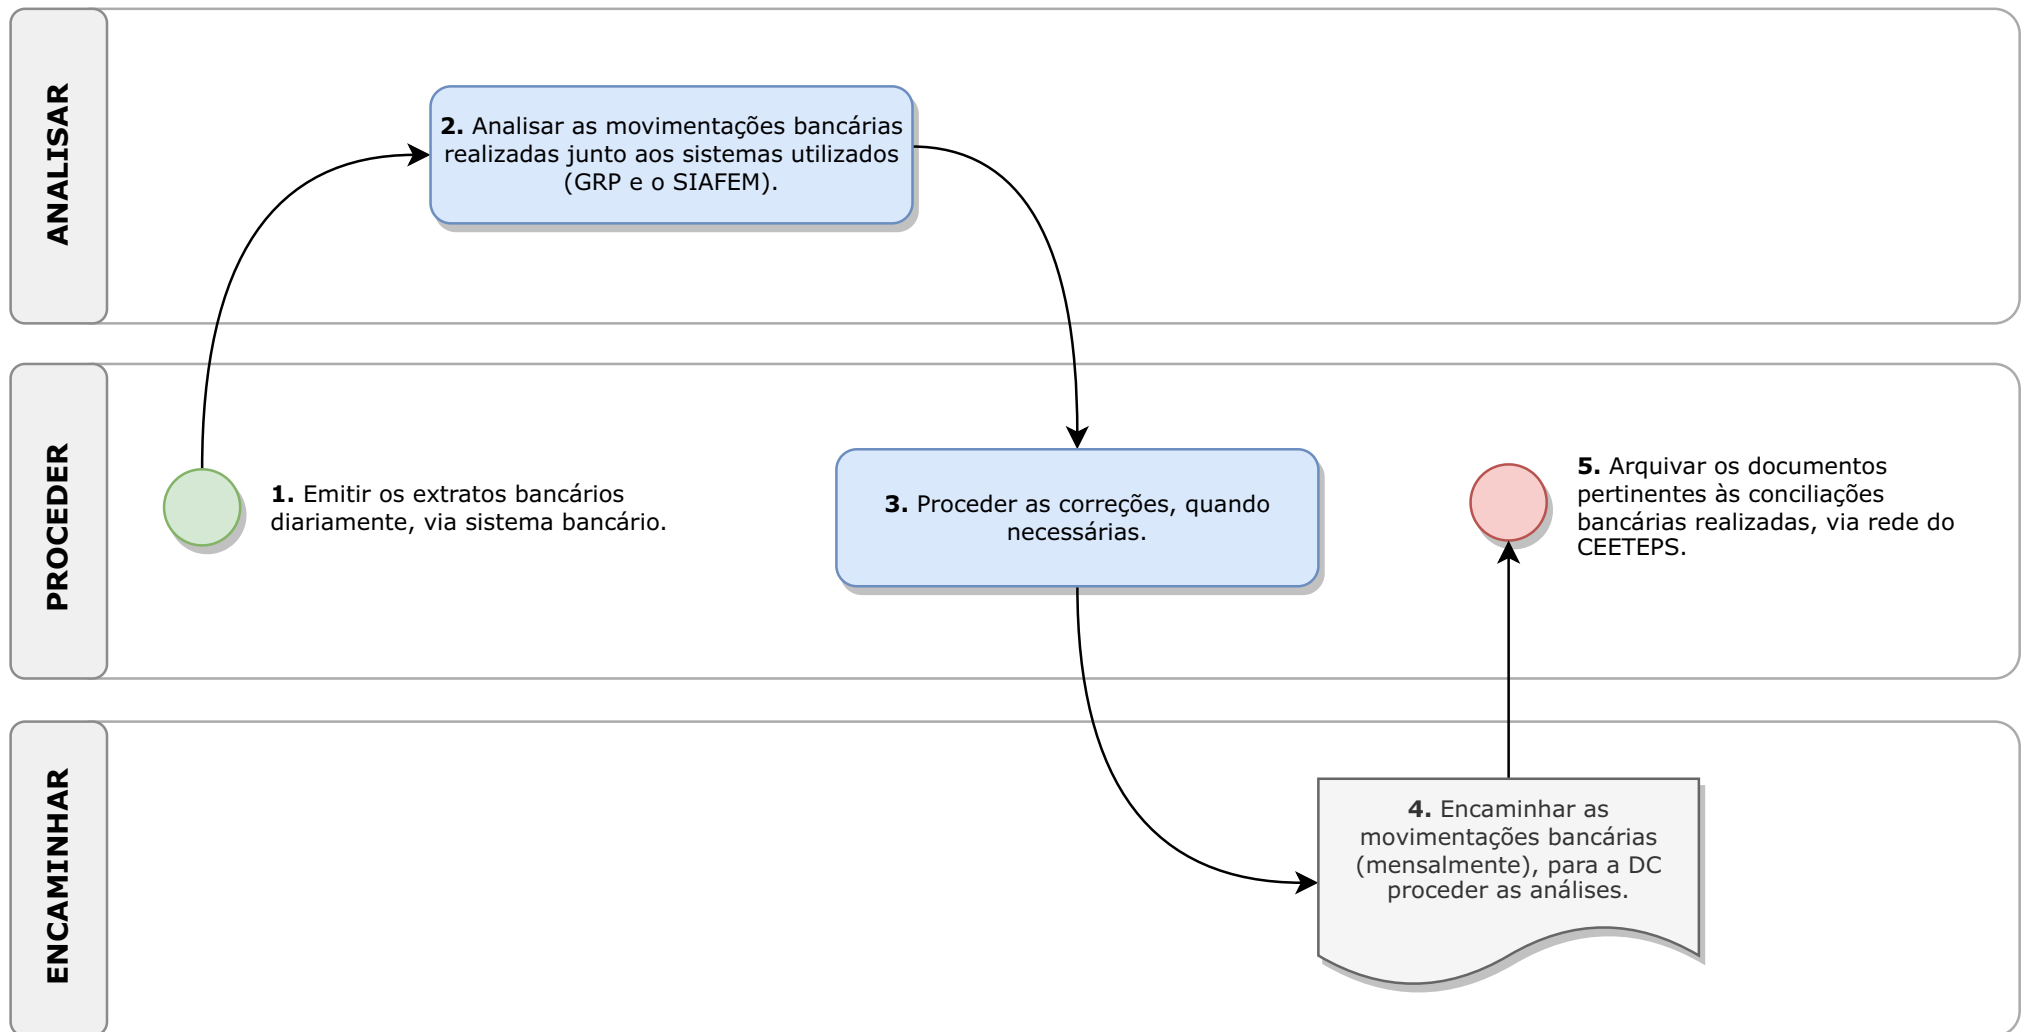 ANALISAR
2. Analisar as movimentações bancárias
realizadas junto aos sistemas utilizados
(GRP e o SIAFEM).
PROCEDER
1. Emitir os extratos bancários
diariamente, via sistema bancário.
3. Proceder as correções, quando
necessárias.
5. Arquivar os documentos
pertinentes às conciliações
bancárias realizadas, via rede do
CEETEPS.
ENCAMINHAR
4. Encaminhar as
movimentações bancárias
(mensalmente), para a DC
proceder as análises.